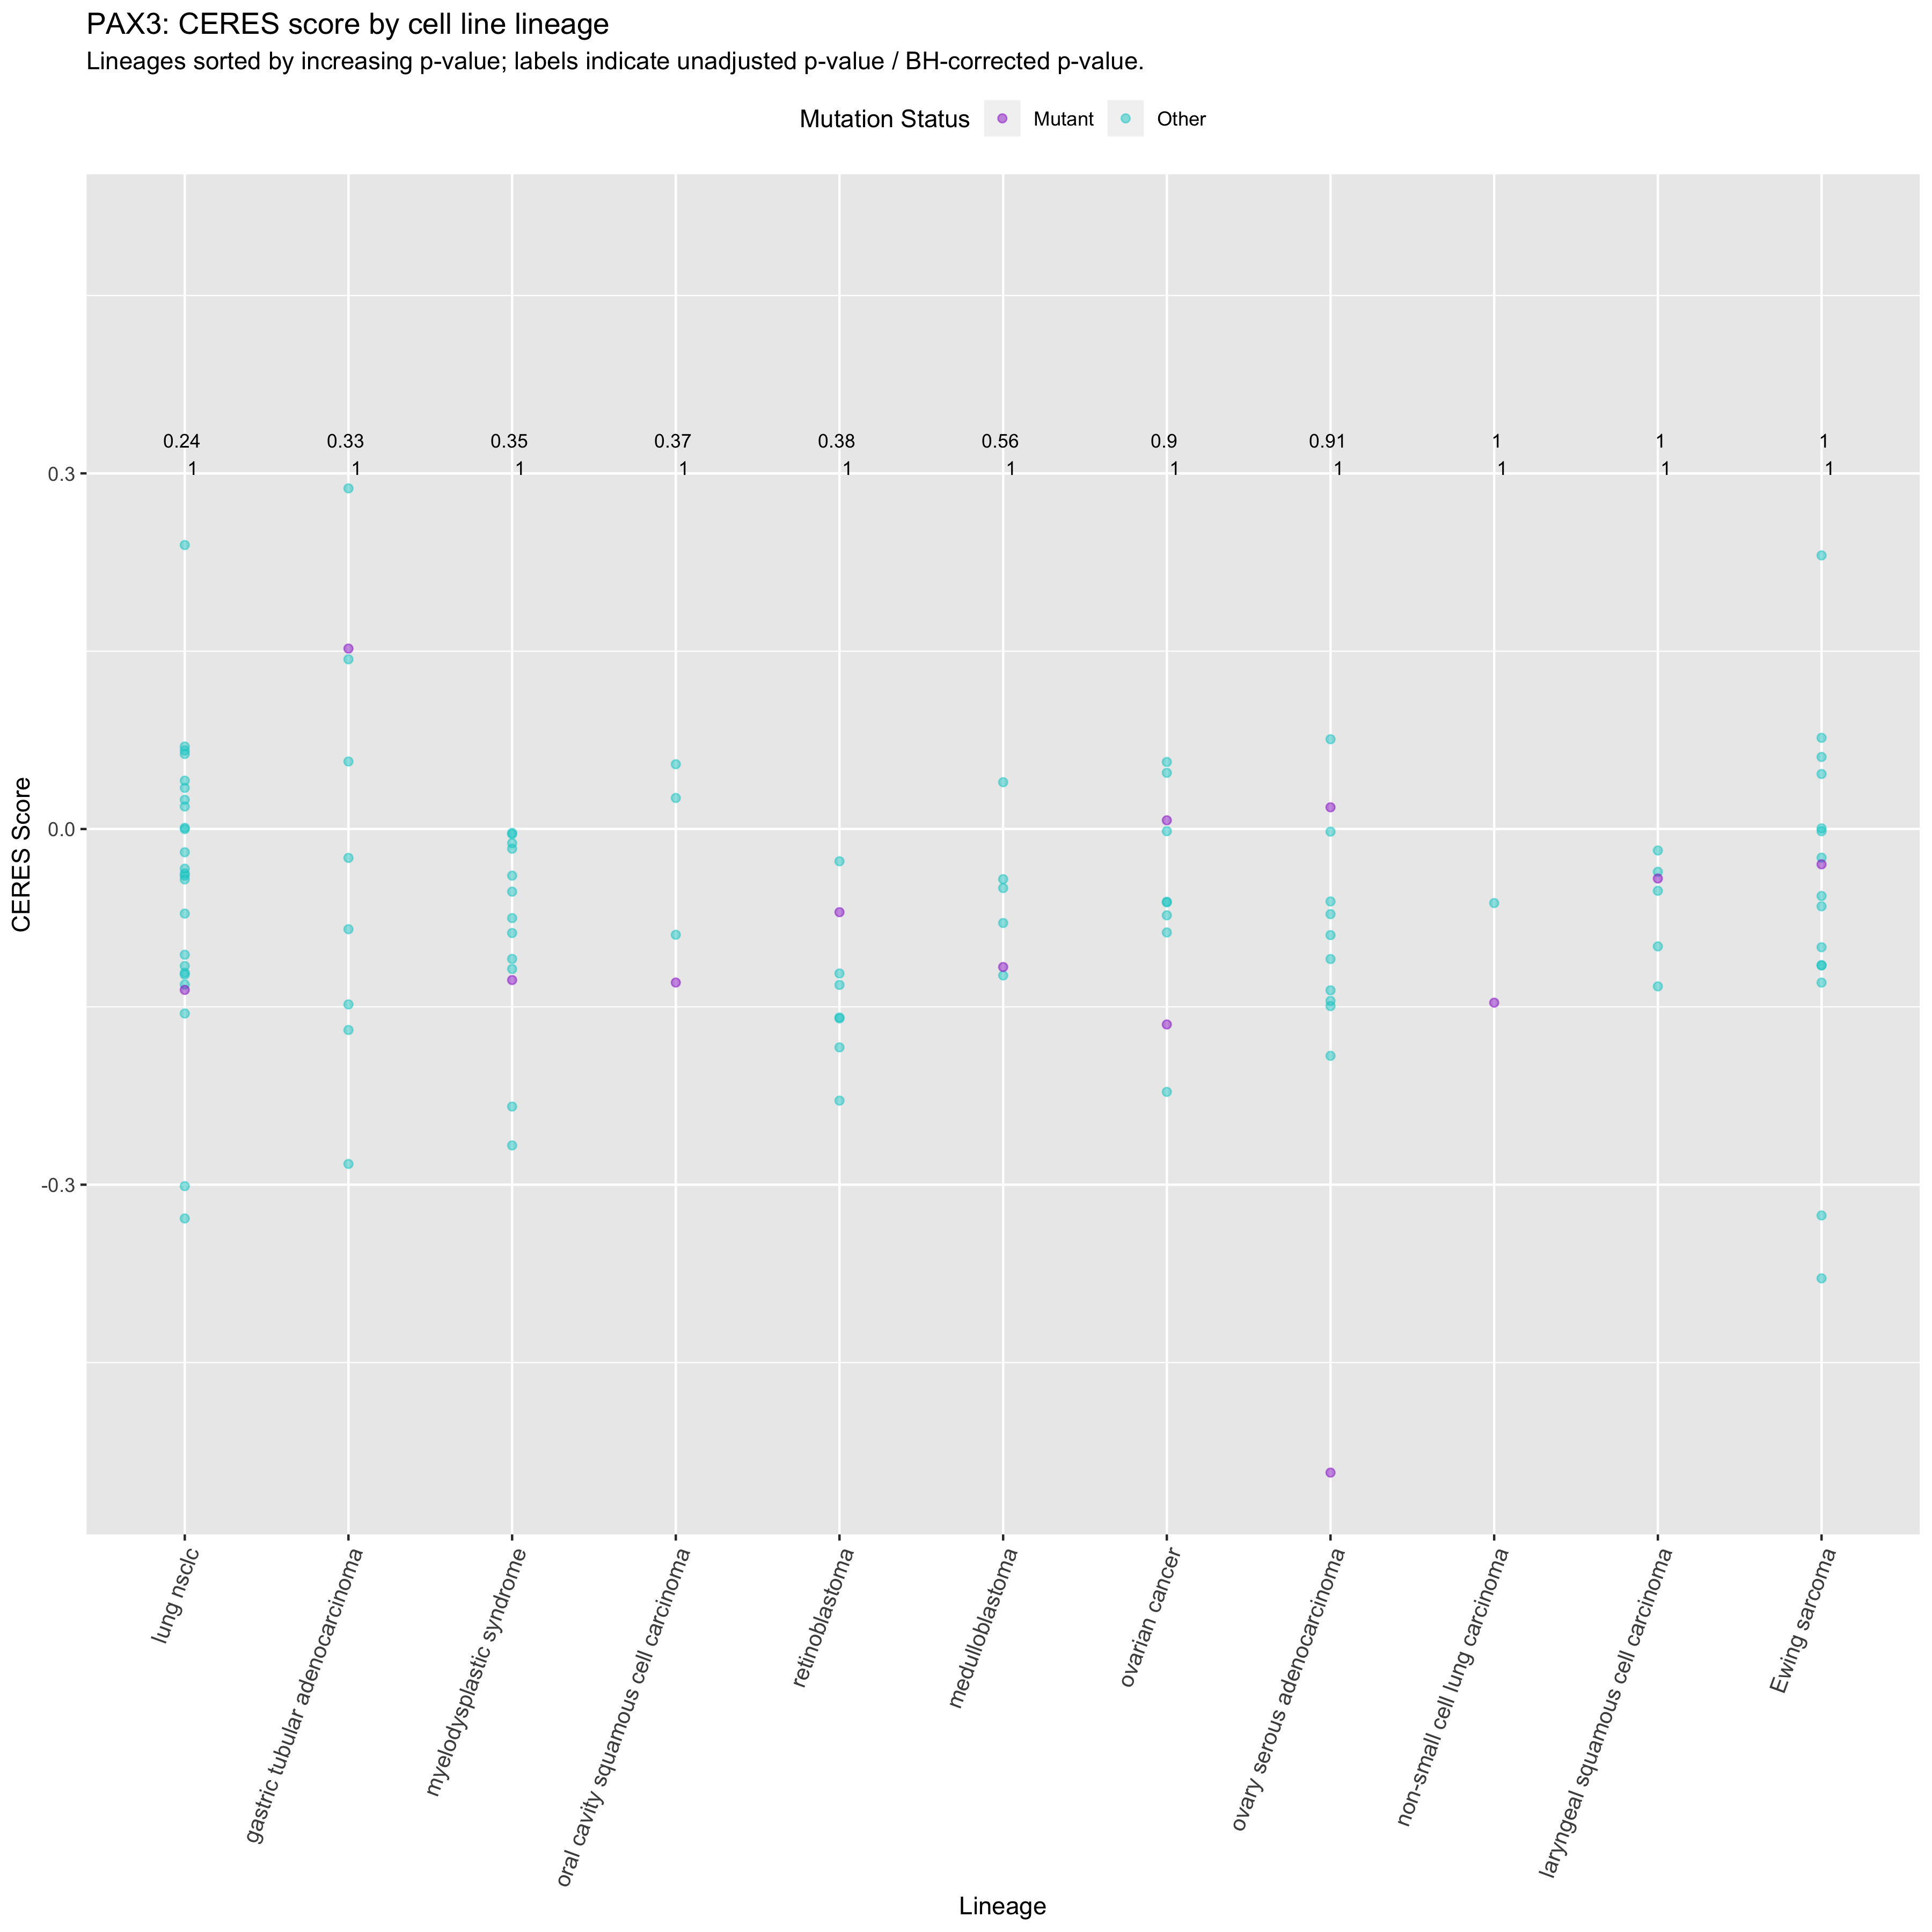 PAX3: CERES score by cell line lineage
Lineages sorted by increasing p-value; labels indicate unadjusted p-value / BH-corrected p-value.
Mutation Status Mutant Other
0.24 0.33 0.35 0.37 0.38 0.56 0.9 0.91 1 1 1
1 1 1 1 1 1 1 1 1 1 1
0.3
0.0
-0.3
CERES Score
lung nsclc
gastric tubular adenocarcinoma
myelodysplastic syndrome
oral cavity squamous cell carcinoma
retinoblastoma
medulloblastoma
ovarian cancer
ovary serous adenocarcinoma
non-small cell lung carcinoma
laryngeal squamous cell carcinoma
Ewing sarcoma
Lineage